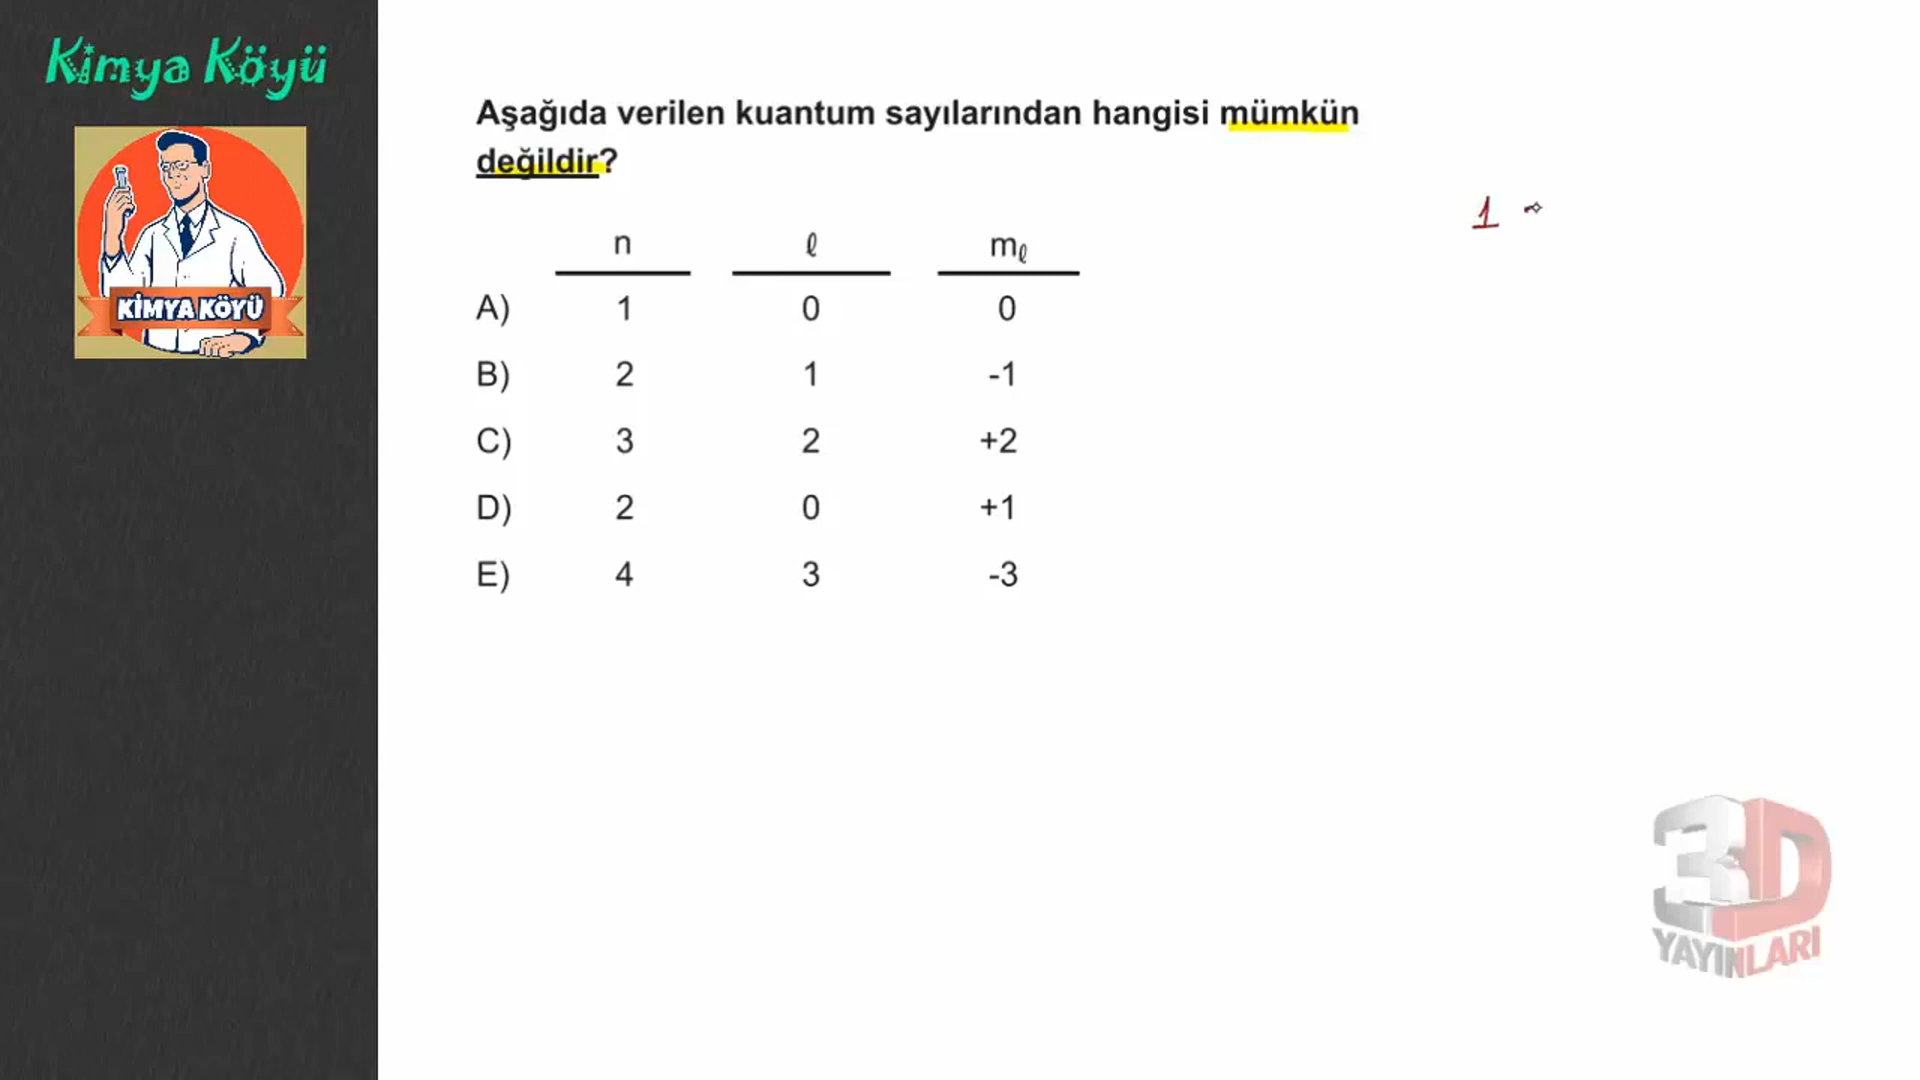 Kimya Köyü
KİMYA KÖYÜ
Aşağıda verilen kuantum sayılarından hangisi mümkün
değildir?
1
n ℓ mℓ
A) 1 0 0
B) 2 1 -1
C) 3 2 +2
D) 2 0 +1
E) 4 3 -3
3D
YAYINLARI